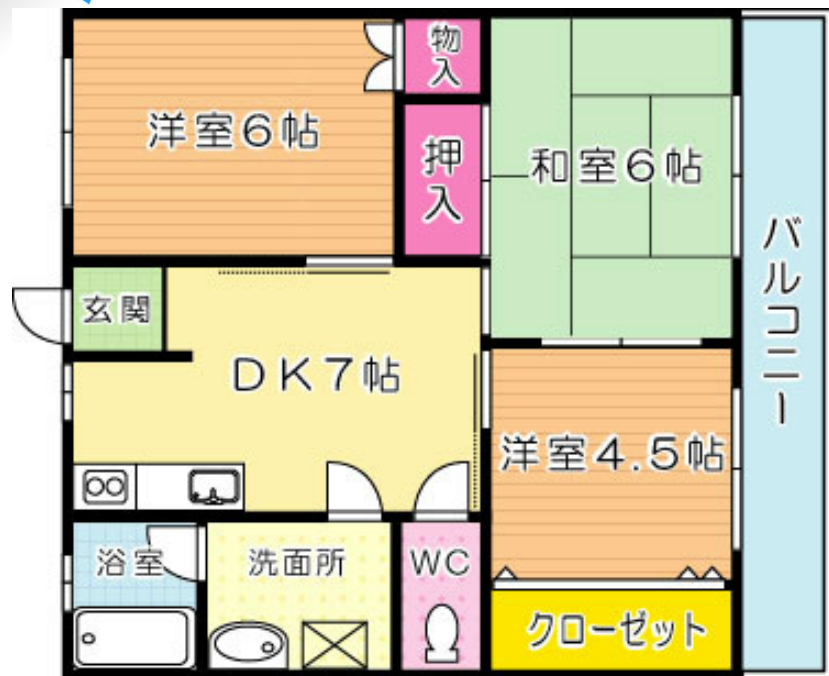 洋室6帖
物入
押入
和室6帖
バルコニー
玄関
DK7帖
洋室4.5帖
浴室
洗面所
WC
クローゼット